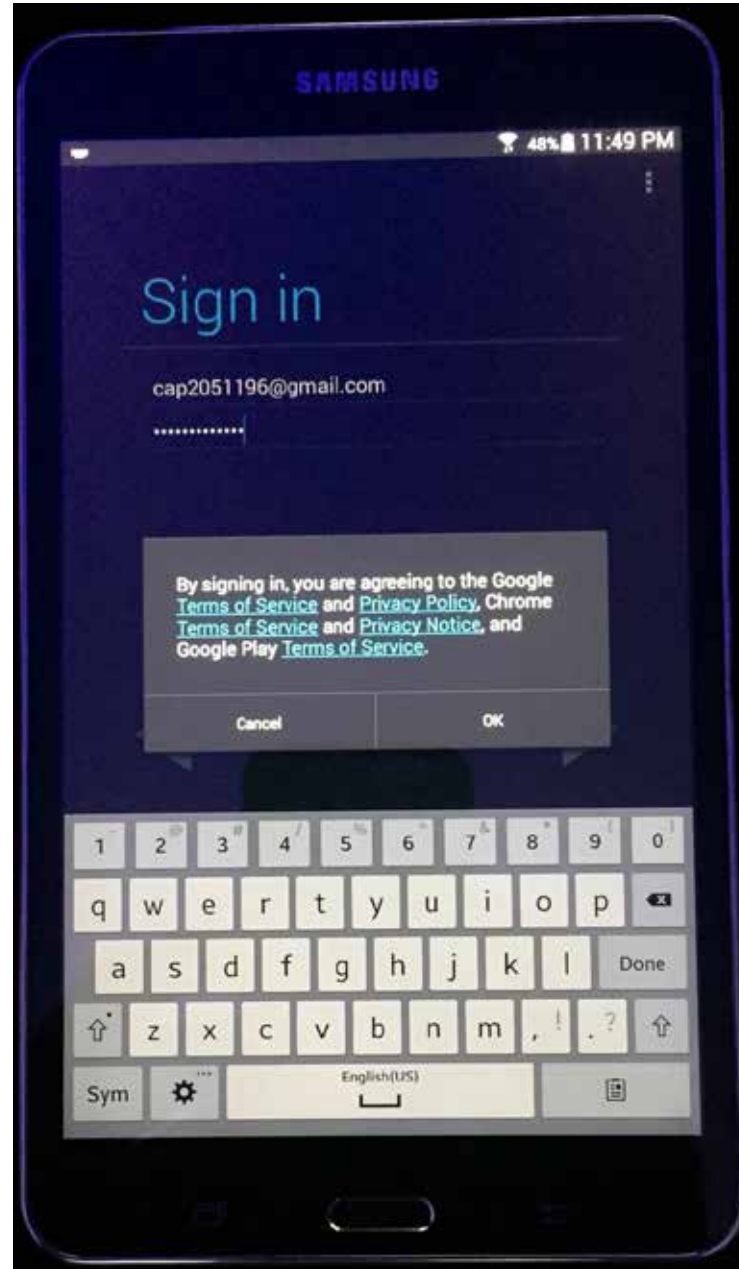 SAMSUNG
48% 11:49 PM
Sign in
cap2051196@gmail.com
•••••••••••••
By signing in, you are agreeing to the Google
Terms of Service and Privacy Policy, Chrome
Terms of Service and Privacy Notice, and
Google Play Terms of Service.
Cancel OK
1 2 @ 3 # 4 / 5 % 6 ^ 7 & 8 * 9 ( 0 )
q w e r t y u i o p
a s d f g h j k l Done
z x c v b n m , ! . ?
Sym English(US)